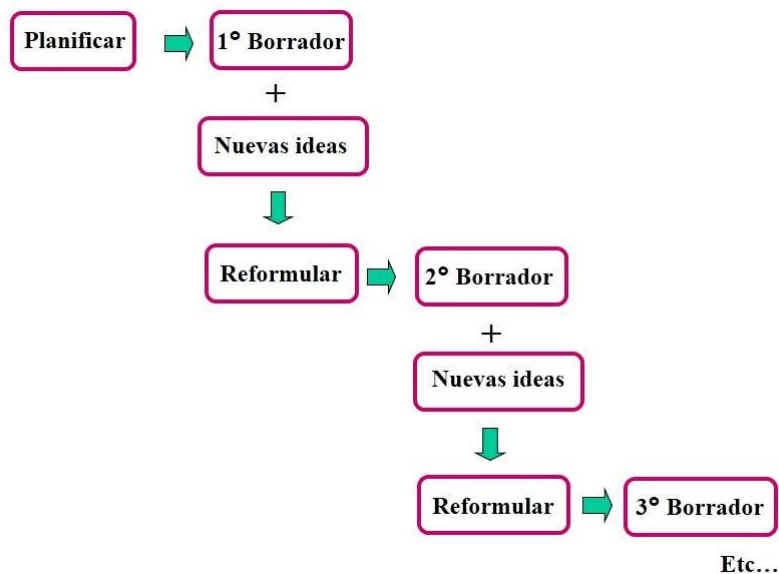 Planificar
1° Borrador
+
Nuevas ideas
Reformular
2° Borrador
+
Nuevas ideas
Reformular
3° Borrador
Etc...